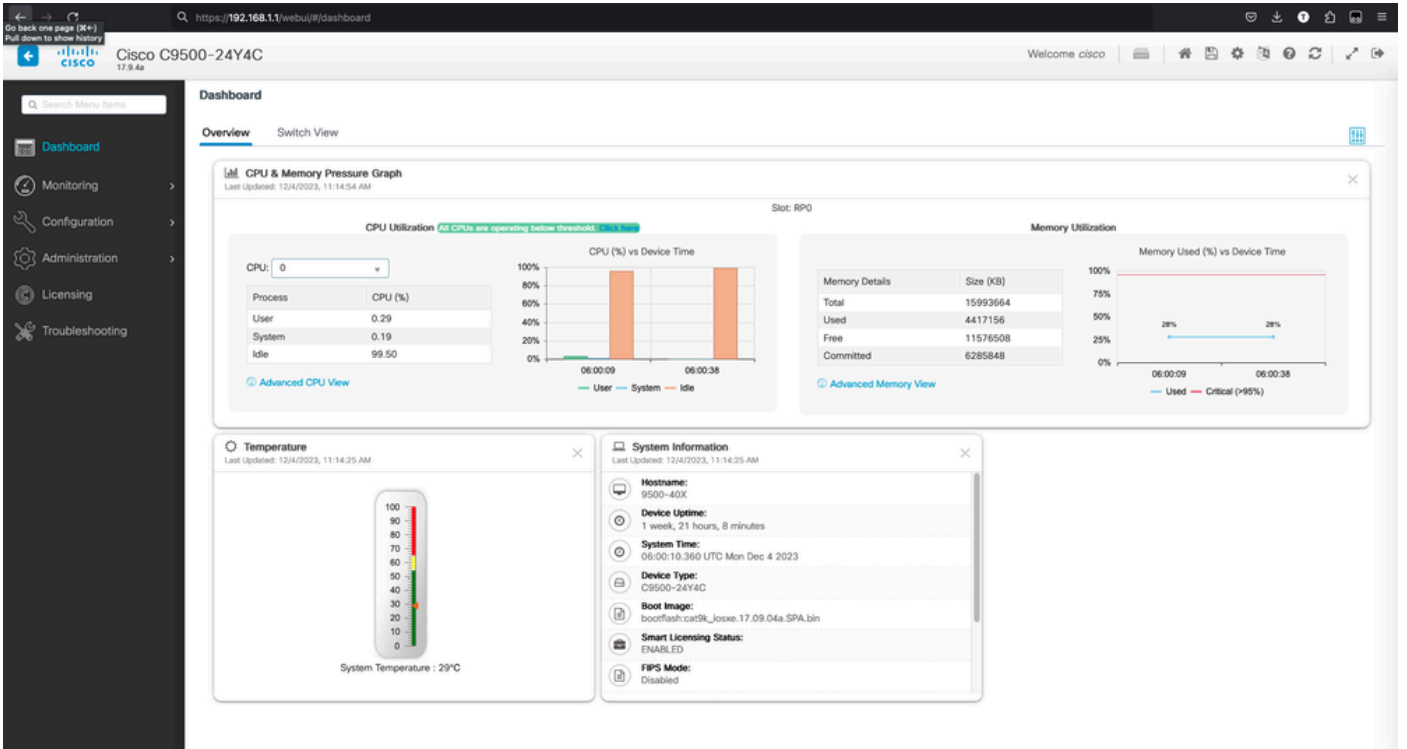 https://192.168.1.1/webui/#/dashboard
Go back one page (⌘←)
Pull down to show history
CISCO
Cisco C9500-24Y4C
17.9.4a
Welcome cisco
Search Menu Items
Dashboard
Monitoring
Configuration
Administration
Licensing
Troubleshooting
Dashboard
Overview Switch View
CPU & Memory Pressure Graph
Last Updated: 12/4/2023, 11:14:54 AM
Slot: RP0
CPU Utilization All CPUs are operating below threshold. Click here
CPU: 0
Process CPU (%)
User 0.29
System 0.19
Idle 99.50
Advanced CPU View
CPU (%) vs Device Time
100%
80%
60%
40%
20%
0%
06:00:09 06:00:38
User System Idle
Memory Utilization
Memory Details Size (KB)
Total 15993664
Used 4417156
Free 11576508
Committed 6285848
Advanced Memory View
Memory Used (%) vs Device Time
100%
75%
50%
25%
0%
28% 28%
06:00:09 06:00:38
Used Critical (>95%)
Temperature
Last Updated: 12/4/2023, 11:14:25 AM
100
90
80
70
60
50
40
30
20
10
0
System Temperature : 29°C
System Information
Last Updated: 12/4/2023, 11:14:25 AM
Hostname:
9500-40X
Device Uptime:
1 week, 21 hours, 8 minutes
System Time:
06:00:10.360 UTC Mon Dec 4 2023
Device Type:
C9500-24Y4C
Boot Image:
bootflash:cat9k_iosxe.17.09.04a.SPA.bin
Smart Licensing Status:
ENABLED
FIPS Mode:
Disabled